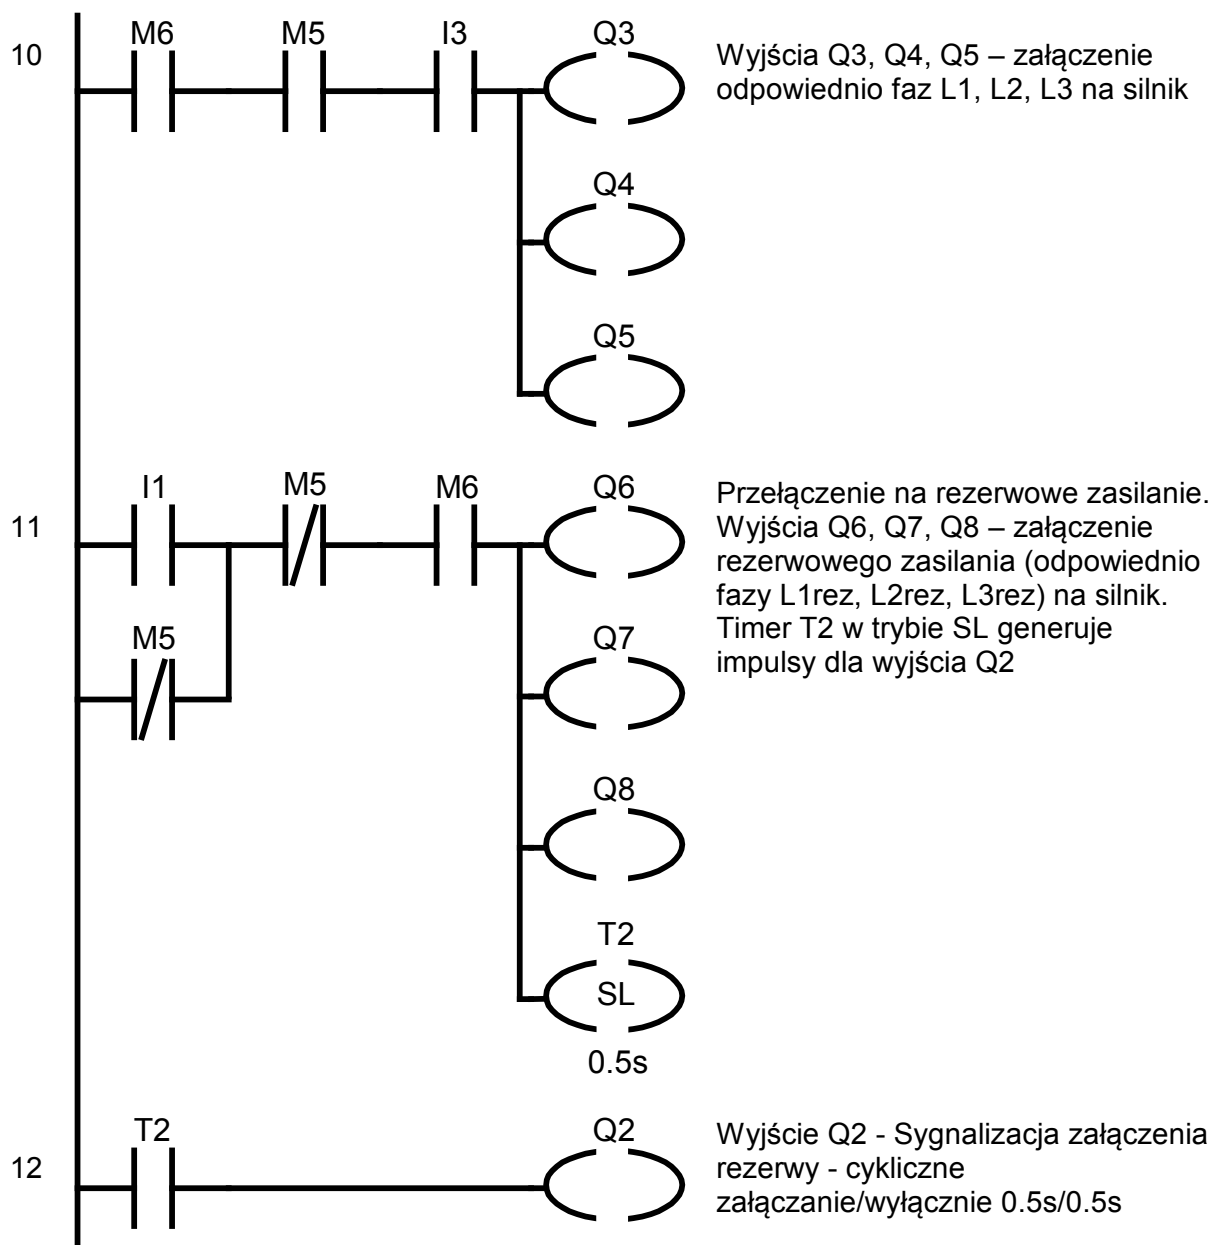 10
M6 M5 I3 Q3
Wyjścia Q3, Q4, Q5 – załączenie
odpowiednio faz L1, L2, L3 na silnik
Q4
Q5
11
I1 M5 M6 Q6
Przełączenie na rezerwowe zasilanie.
Wyjścia Q6, Q7, Q8 – załączenie
rezerwowego zasilania (odpowiednio
fazy L1rez, L2rez, L3rez) na silnik.
Timer T2 w trybie SL generuje
impulsy dla wyjścia Q2
M5 Q7
Q8
T2
SL
0.5s
12
T2 Q2
Wyjście Q2 - Sygnalizacja załączenia
rezerwy - cykliczne
załączanie/wyłącznie 0.5s/0.5s